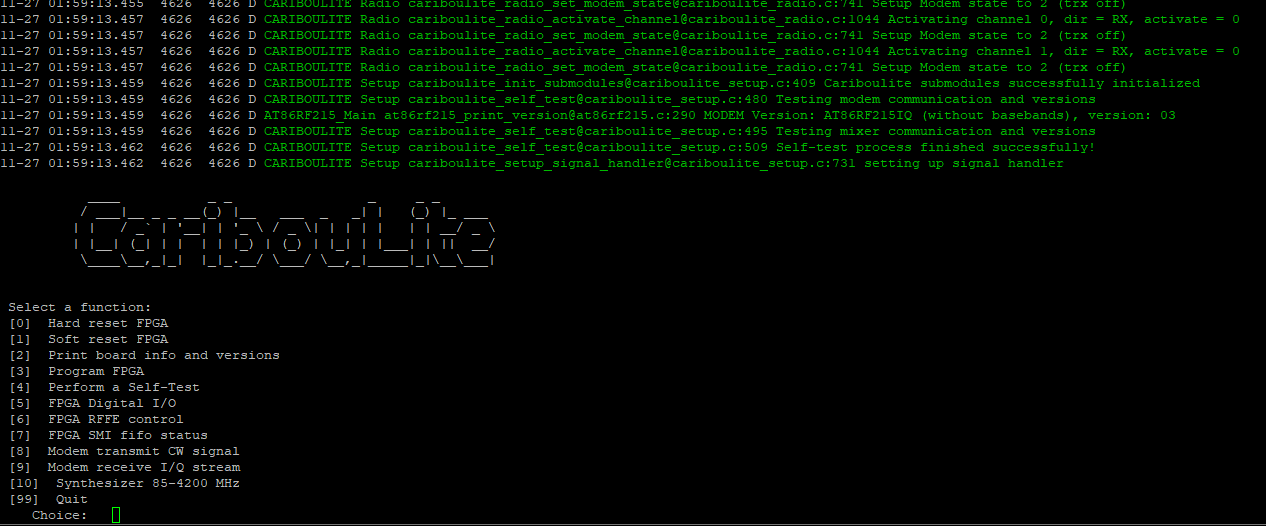 11-27 01:59:13.455  4626  4626 D CARIBOULITE Radio cariboulite_radio_set_modem_state@cariboulite_radio.c:741 Setup Modem state to 2 (trx off)
11-27 01:59:13.457  4626  4626 D CARIBOULITE Radio cariboulite_radio_activate_channel@cariboulite_radio.c:1044 Activating channel 0, dir = RX, activate = 0
11-27 01:59:13.457  4626  4626 D CARIBOULITE Radio cariboulite_radio_set_modem_state@cariboulite_radio.c:741 Setup Modem state to 2 (trx off)
11-27 01:59:13.457  4626  4626 D CARIBOULITE Radio cariboulite_radio_activate_channel@cariboulite_radio.c:1044 Activating channel 1, dir = RX, activate = 0
11-27 01:59:13.457  4626  4626 D CARIBOULITE Radio cariboulite_radio_set_modem_state@cariboulite_radio.c:741 Setup Modem state to 2 (trx off)
11-27 01:59:13.459  4626  4626 D CARIBOULITE Setup cariboulite_init_submodules@cariboulite_setup.c:409 Cariboulite submodules successfully initialized
11-27 01:59:13.459  4626  4626 D CARIBOULITE Setup cariboulite_self_test@cariboulite_setup.c:480 Testing modem communication and versions
11-27 01:59:13.459  4626  4626 D AT86RF215_Main at86rf215_print_version@at86rf215.c:290 MODEM Version: AT86RF215IQ (without basebands), version: 03
11-27 01:59:13.459  4626  4626 D CARIBOULITE Setup cariboulite_self_test@cariboulite_setup.c:495 Testing mixer communication and versions
11-27 01:59:13.462  4626  4626 D CARIBOULITE Setup cariboulite_self_test@cariboulite_setup.c:509 Self-test process finished successfully!
11-27 01:59:13.462  4626  4626 D CARIBOULITE Setup cariboulite_setup_signal_handler@cariboulite_setup.c:731 setting up signal handler
CaribouLite
Select a function:
[0]  Hard reset FPGA
[1]  Soft reset FPGA
[2]  Print board info and versions
[3]  Program FPGA
[4]  Perform a Self-Test
[5]  FPGA Digital I/O
[6]  FPGA RFFE control
[7]  FPGA SMI fifo status
[8]  Modem transmit CW signal
[9]  Modem receive I/Q stream
[10]  Synthesizer 85-4200 MHz
[99]  Quit
Choice: